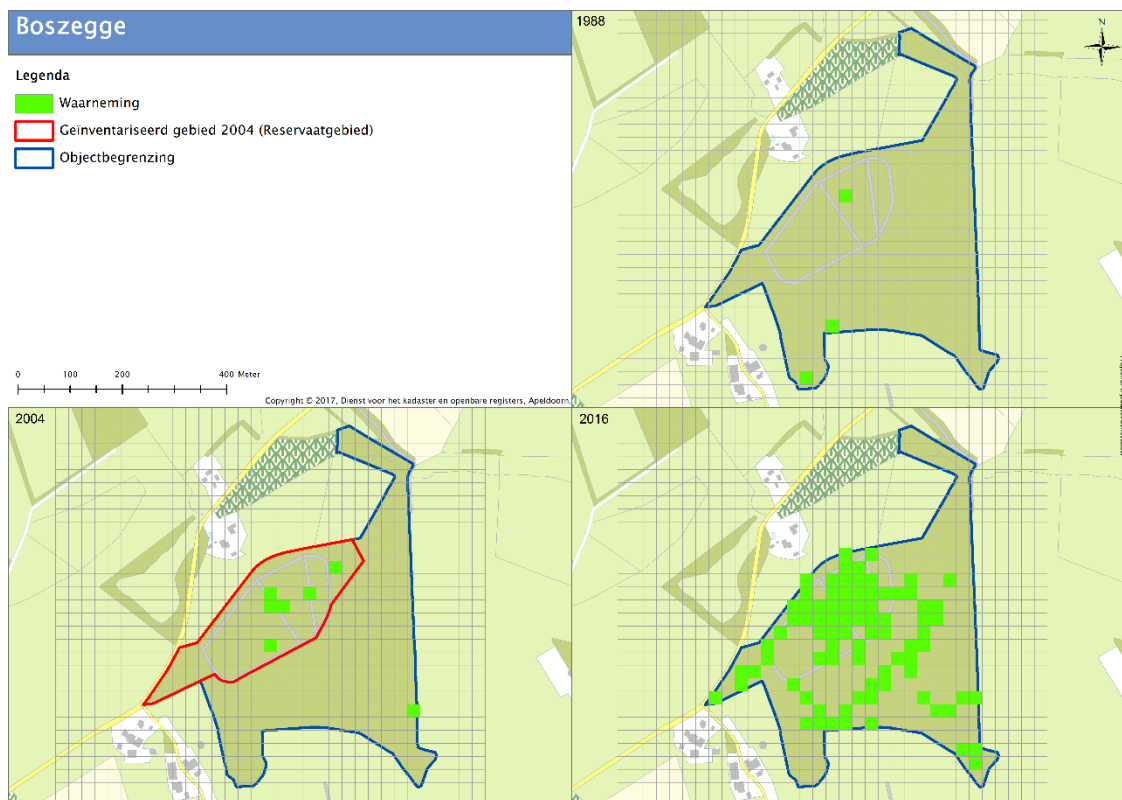 Boszegge
Legenda
Waarneming
Geïnventariseerd gebied 2004 (Reservaatgebied)
Objectbegrenzing
0 100 200 400 Meter
Copyright © 2017, Dienst voor het kadaster en openbare registers, Apeldoorn.
1988
N
2004
2016